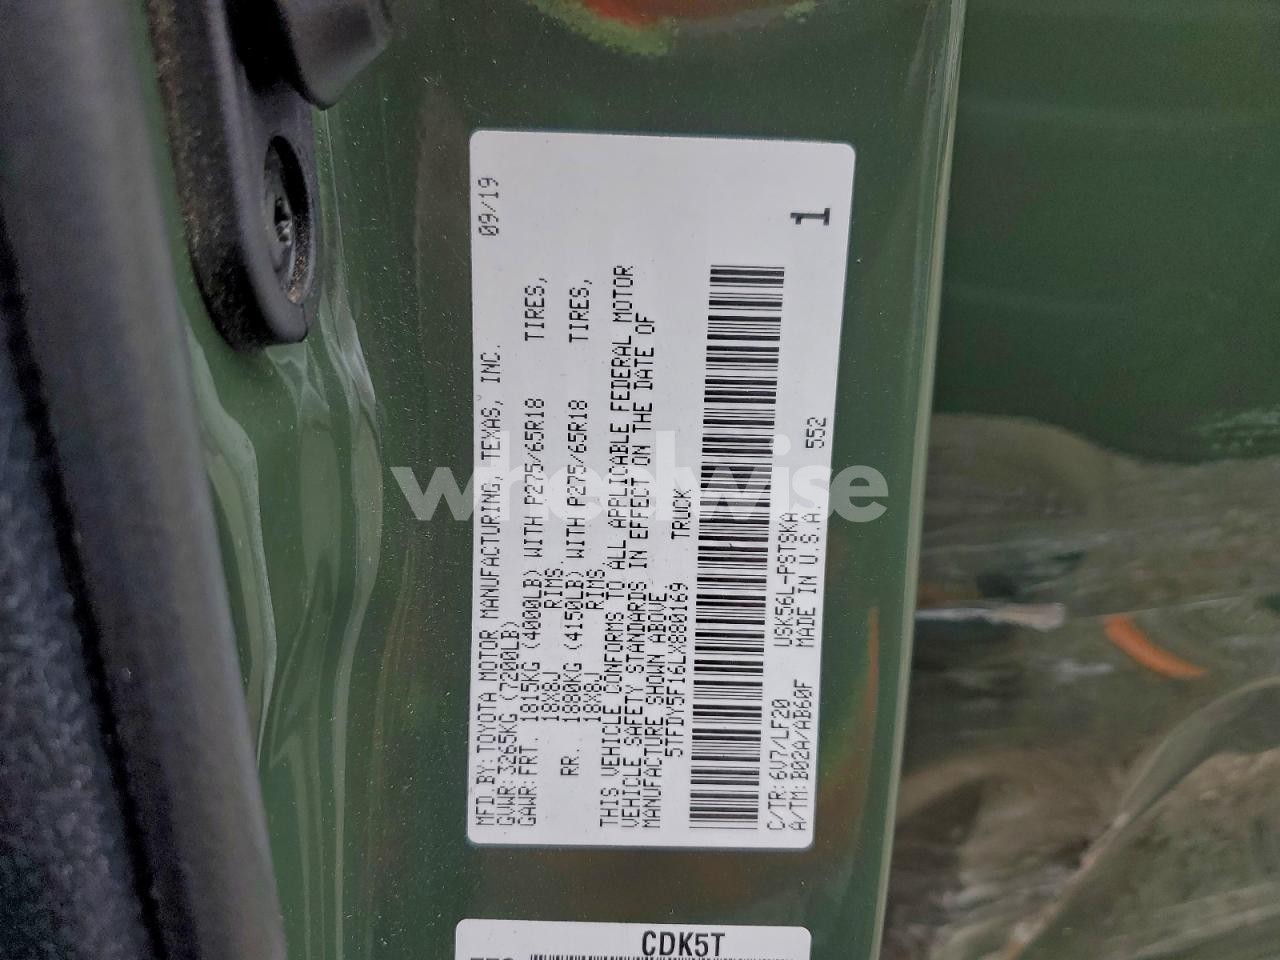 MFD.BY:TOYOTA MOTOR MANUFACTURING, TEXAS, INC. 09/19
GVWR:3265KG (7200LB)
GAWR:FRT. 1815KG (4000LB) WITH P275/65R18 TIRES,
18X8J RIMS
RR. 1880KG (4150LB) WITH P275/65R18 TIRES,
18X8J RIMS
THIS VEHICLE CONFORMS TO ALL APPLICABLE FEDERAL MOTOR
VEHICLE SAFETY STANDARDS IN EFFECT ON THE DATE OF
MANUFACTURE SHOWN ABOVE
5TFDY5F16LX880169 TRUCK
C/TR:6V7/LF20 USK56L-PSTSKA
A/TM:B02A/AB60F MADE IN U.S.A. 552
1
CDK5T
wheelwise